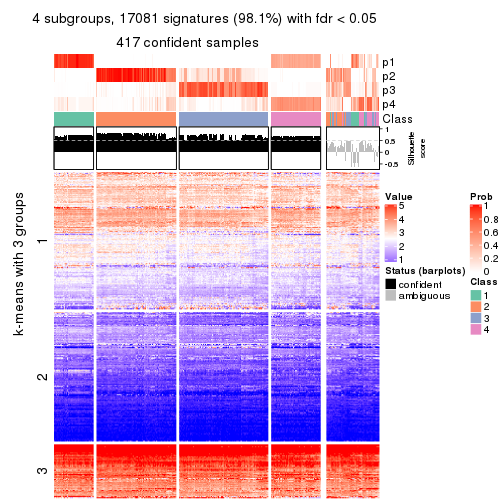 4 subgroups, 17081 signatures (98.1%) with fdr < 0.05
417 confident samples
p1
p2
p3
p4
Class
1
0.5
0
-0.5
Silhouette
score
k-means with 3 groups
1
2
3
Value
5
4
3
2
1
Status (barplots)
confident
ambiguous
Prob
1
0.8
0.6
0.4
0.2
0
Class
1
2
3
4